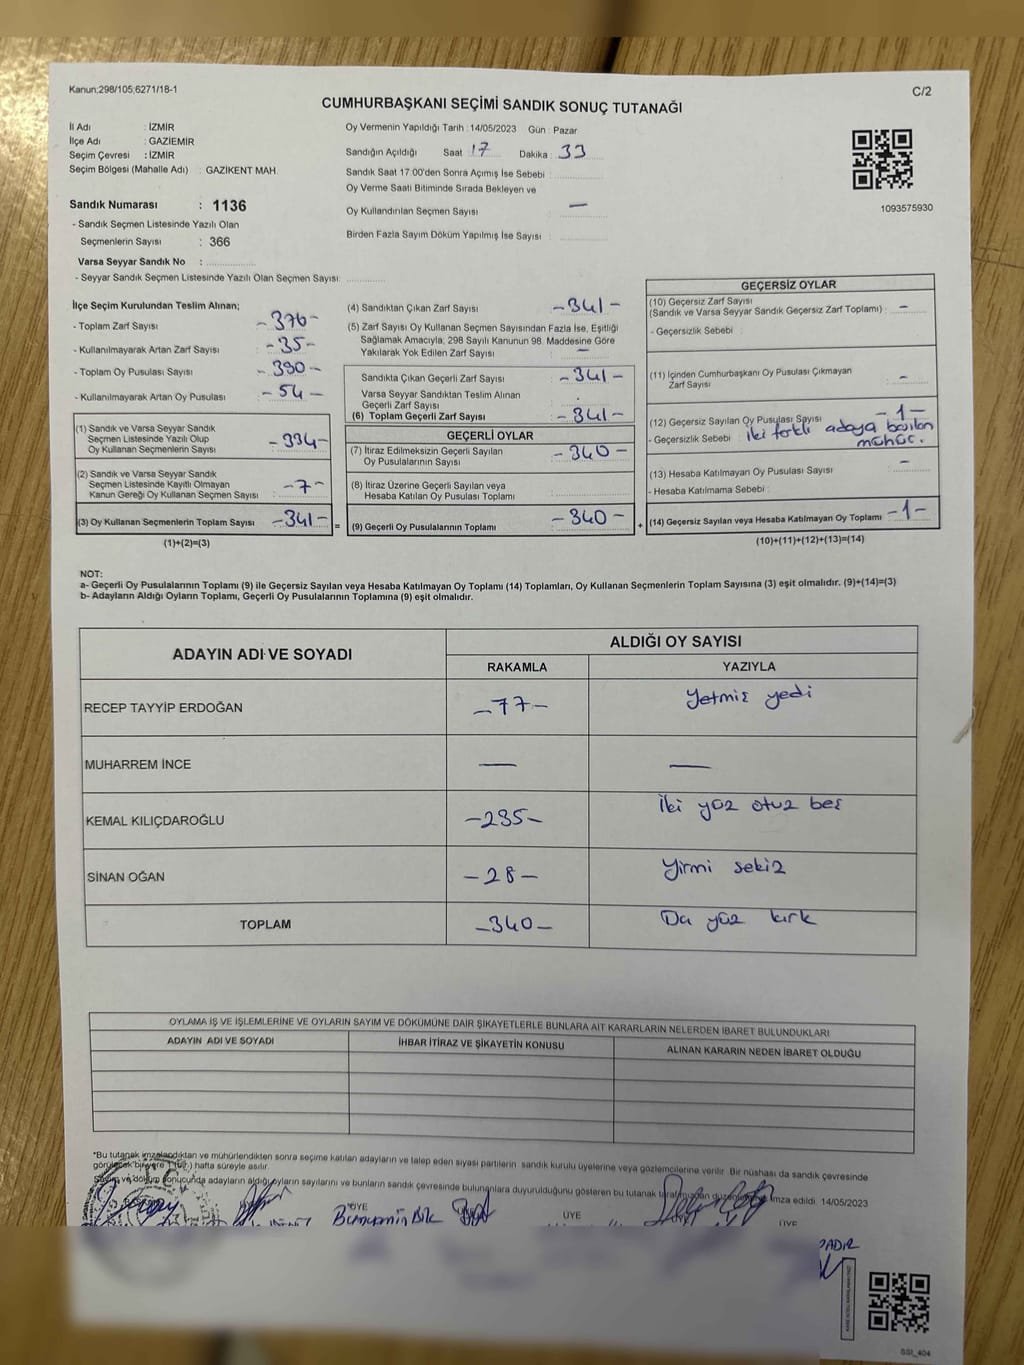 Kanun;298/105,6271/18-1
C/2
CUMHURBAŞKANI SEÇİMİ SANDIK SONUÇ TUTANAĞI
İl Adı : İZMİR
İlçe Adı : GAZİEMİR
Seçim Çevresi : İZMİR
Seçim Bölgesi (Mahalle Adı) : GAZİKENT MAH.
Sandık Numarası : 1136
- Sandık Seçmen Listesinde Yazılı Olan
Seçmenlerin Sayısı : 366
Varsa Seyyar Sandık No :
- Seyyar Sandık Seçmen Listesinde Yazılı Olan Seçmen Sayısı:
Oy Vermenin Yapıldığı Tarih : 14/05/2023 Gün : Pazar
Sandığın Açıldığı Saat 17 Dakika : 33
Sandık Saat 17.00'den Sonra Açımış İse Sebebi :
Oy Verme Saati Bitiminde Sırada Bekleyen ve
Oy Kullandırılan Seçmen Sayısı —
Birden Fazla Sayım Döküm Yapılmış İse Sayısı :
1093575930
İlçe Seçim Kurulundan Teslim Alınan;
- Toplam Zarf Sayısı -376-
- Kullanılmayarak Artan Zarf Sayısı -35-
- Toplam Oy Pusulası Sayısı -390-
- Kullanılmayarak Artan Oy Pusulası -54-
(1) Sandık ve Varsa Seyyar Sandık
Seçmen Listesinde Yazılı Olup
Oy Kullanan Seçmenlerin Sayısı -334-
(2) Sandık ve Varsa Seyyar Sandık
Seçmen Listesinde Kayıtlı Olmayan
Kanun Gereği Oy Kullanan Seçmen Sayısı -7-
(3) Oy Kullanan Seçmenlerin Toplam Sayısı -341- =
(1)+(2)=(3)
(4) Sandıktan Çıkan Zarf Sayısı -341-
(5) Zarf Sayısı Oy Kullanan Seçmen Sayısından Fazla İse, Eşitliği
Sağlamak Amacıyla; 298 Sayılı Kanunun 98. Maddesine Göre
Yakılarak Yok Edilen Zarf Sayısı —
Sandıkta Çıkan Geçerli Zarf Sayısı -341-
Varsa Seyyar Sandıktan Teslim Alınan
Geçerli Zarf Sayısı
(6) Toplam Geçerli Zarf Sayısı -341-
GEÇERLİ OYLAR
(7) İtiraz Edilmeksizin Geçerli Sayılan
Oy Pusulalarının Sayısı -340-
(8) İtiraz Üzerine Geçerli Sayılan veya
Hesaba Katılan Oy Pusulası Toplamı
(9) Geçerli Oy Pusulalarının Toplamı -340- +
GEÇERSİZ OYLAR
(10) Geçersiz Zarf Sayısı
(Sandık ve Varsa Seyyar Sandık Geçersiz Zarf Toplamı) : —
- Geçersizlik Sebebi :
(11) İçinden Cumhurbaşkanı Oy Pusulası Çıkmayan
Zarf Sayısı —
(12) Geçersiz Sayılan Oy Pusulası Sayısı -1-
- Geçersizlik Sebebi : iki farklı adaya basılan
mühür.
(13) Hesaba Katılmayan Oy Pusulası Sayısı —
- Hesaba Katılmama Sebebi :
(14) Geçersiz Sayılan veya Hesaba Katılmayan Oy Toplamı -1-
(10)+(11)+(12)+(13)=(14)
NOT:
a- Geçerli Oy Pusulalarının Toplamı (9) ile Geçersiz Sayılan veya Hesaba Katılmayan Oy Toplamı (14) Toplamları, Oy Kullanan Seçmenlerin Toplam Sayısına (3) eşit olmalıdır. (9)+(14)=(3)
b- Adayların Aldığı Oyların Toplamı, Geçerli Oy Pusulalarının Toplamına (9) eşit olmalıdır.
ADAYIN ADI VE SOYADI
ALDIĞI OY SAYISI
RAKAMLA YAZIYLA
RECEP TAYYİP ERDOĞAN -77- Yetmiş yedi
MUHARREM İNCE — —
KEMAL KILIÇDAROĞLU -235- iki yüz otuz beş
SİNAN OĞAN -28- Yirmi sekiz
TOPLAM -340- yüz kırk
OYLAMA İŞ VE İŞLEMLERİNE VE OYLARIN SAYIM VE DÖKÜMÜNE DAİR ŞİKAYETLERLE BUNLARA AİT KARARLARIN NELERDEN İBARET BULUNDUKLARI
ADAYIN ADI VE SOYADI İHBAR İTİRAZ VE ŞİKAYETİN KONUSU ALINAN KARARIN NEDEN İBARET OLDUĞU
*Bu tutanak imzalandıktan ve mühürlendikten sonra seçime katılan adayların ve talep eden siyasi partilerin sandık kurulu üyelerine veya gözlemcilerine verilir. Bir nüshası da sandık çevresinde
görülecek bir yere 1 hafta süreyle asılır.
Sayım ve döküm sonucunda adayların aldığı oyların sayılarını ve bunların sandık çevresinde bulunanlara duyurulduğunu gösteren bu tutanak imza edildi. 14/05/2023
ÜYE ÜYE ÜYE
SSI_404